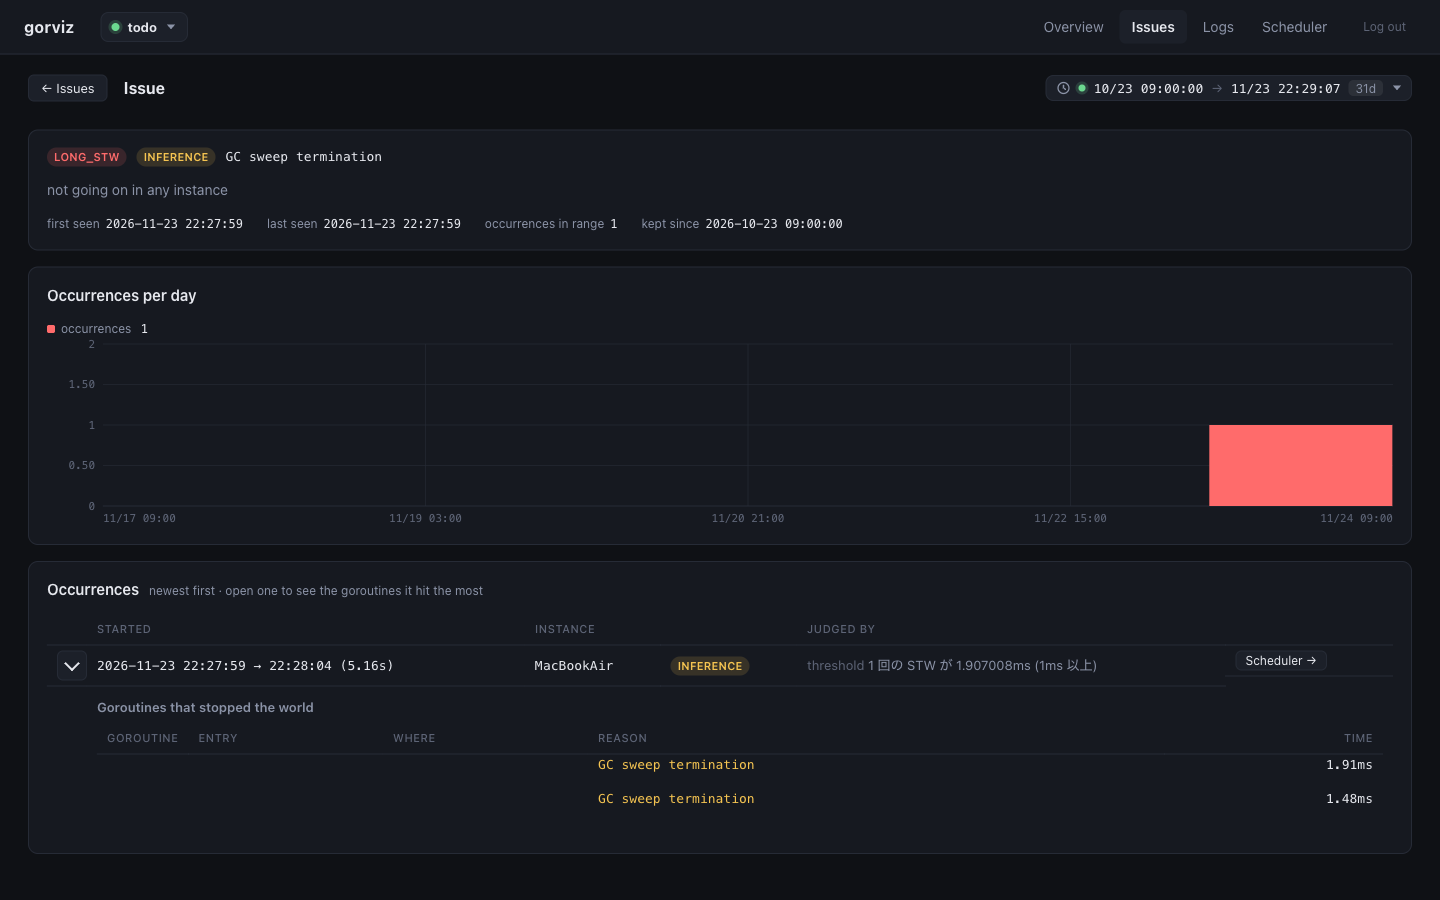 gorviz todo Overview Issues Logs Scheduler Log out
← Issues Issue 10/23 09:00:00 → 11/23 22:29:07 31d
LONG_STW INFERENCE GC sweep termination
not going on in any instance
first seen 2026-11-23 22:27:59 last seen 2026-11-23 22:27:59 occurrences in range 1 kept since 2026-10-23 09:00:00
Occurrences per day
occurrences 1
2
1.50
1
0.50
0
11/17 09:00 11/19 03:00 11/20 21:00 11/22 15:00 11/24 09:00
Occurrences newest first · open one to see the goroutines it hit the most
STARTED INSTANCE JUDGED BY
2026-11-23 22:27:59 → 22:28:04 (5.16s) MacBookAir INFERENCE threshold 1 回の STW が 1.907008ms (1ms 以上) Scheduler →
Goroutines that stopped the world
GOROUTINE ENTRY WHERE REASON TIME
GC sweep termination 1.91ms
GC sweep termination 1.48ms